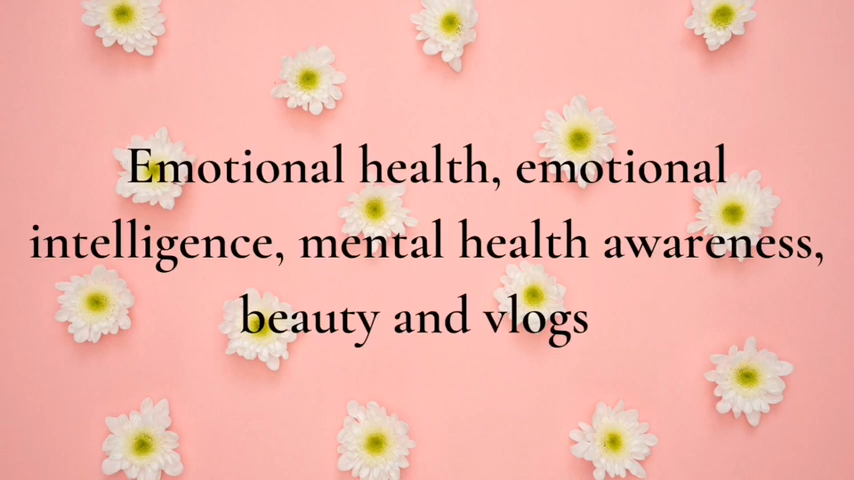 Emotional health, emotional
intelligence, mental health awareness,
beauty and vlogs